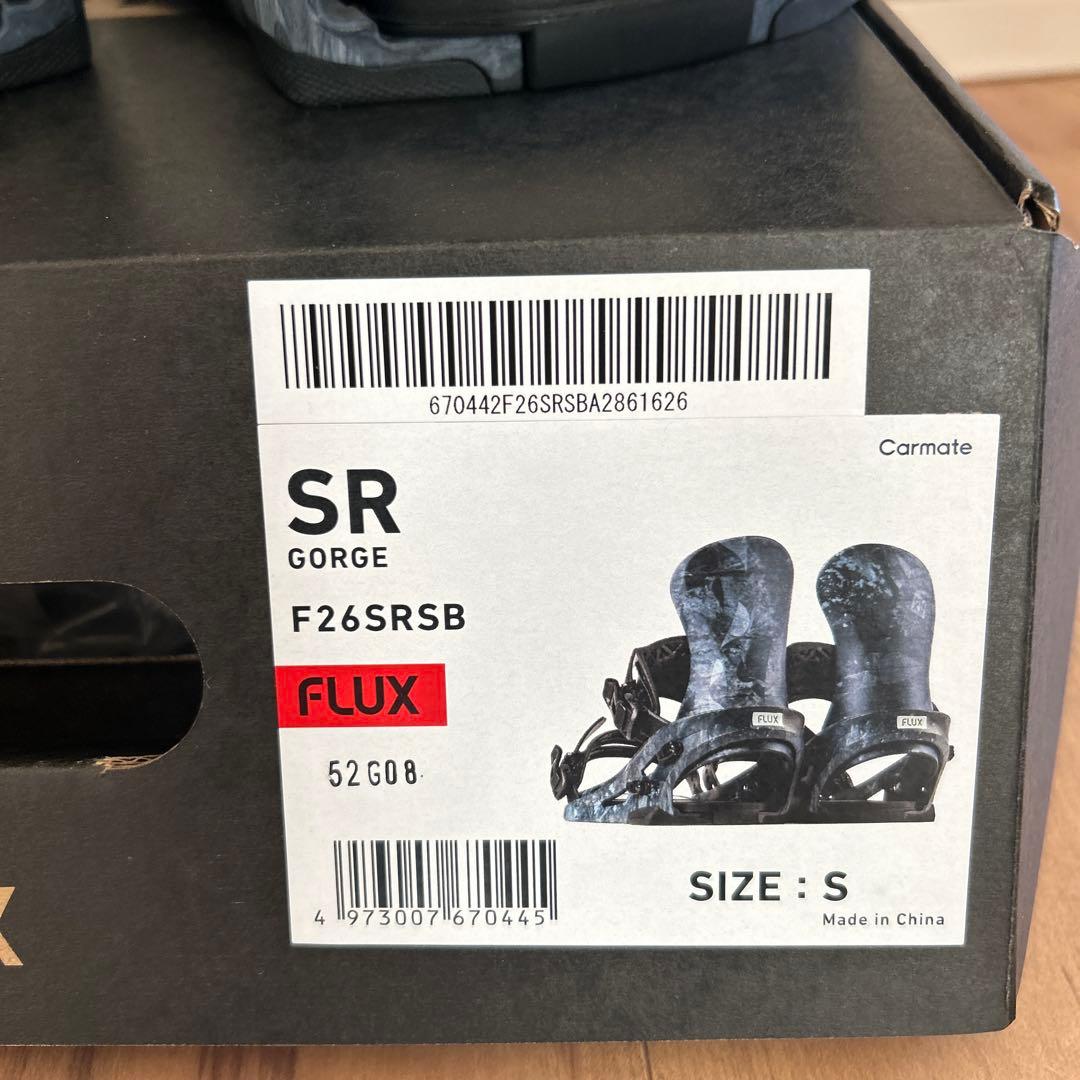 670442F26SRSBA2861626
Carmate
SR
GORGE
F26SRSB
FLUX
FLUX
FLUX
52G08
4 973007 670445
SIZE : S
Made in China
X